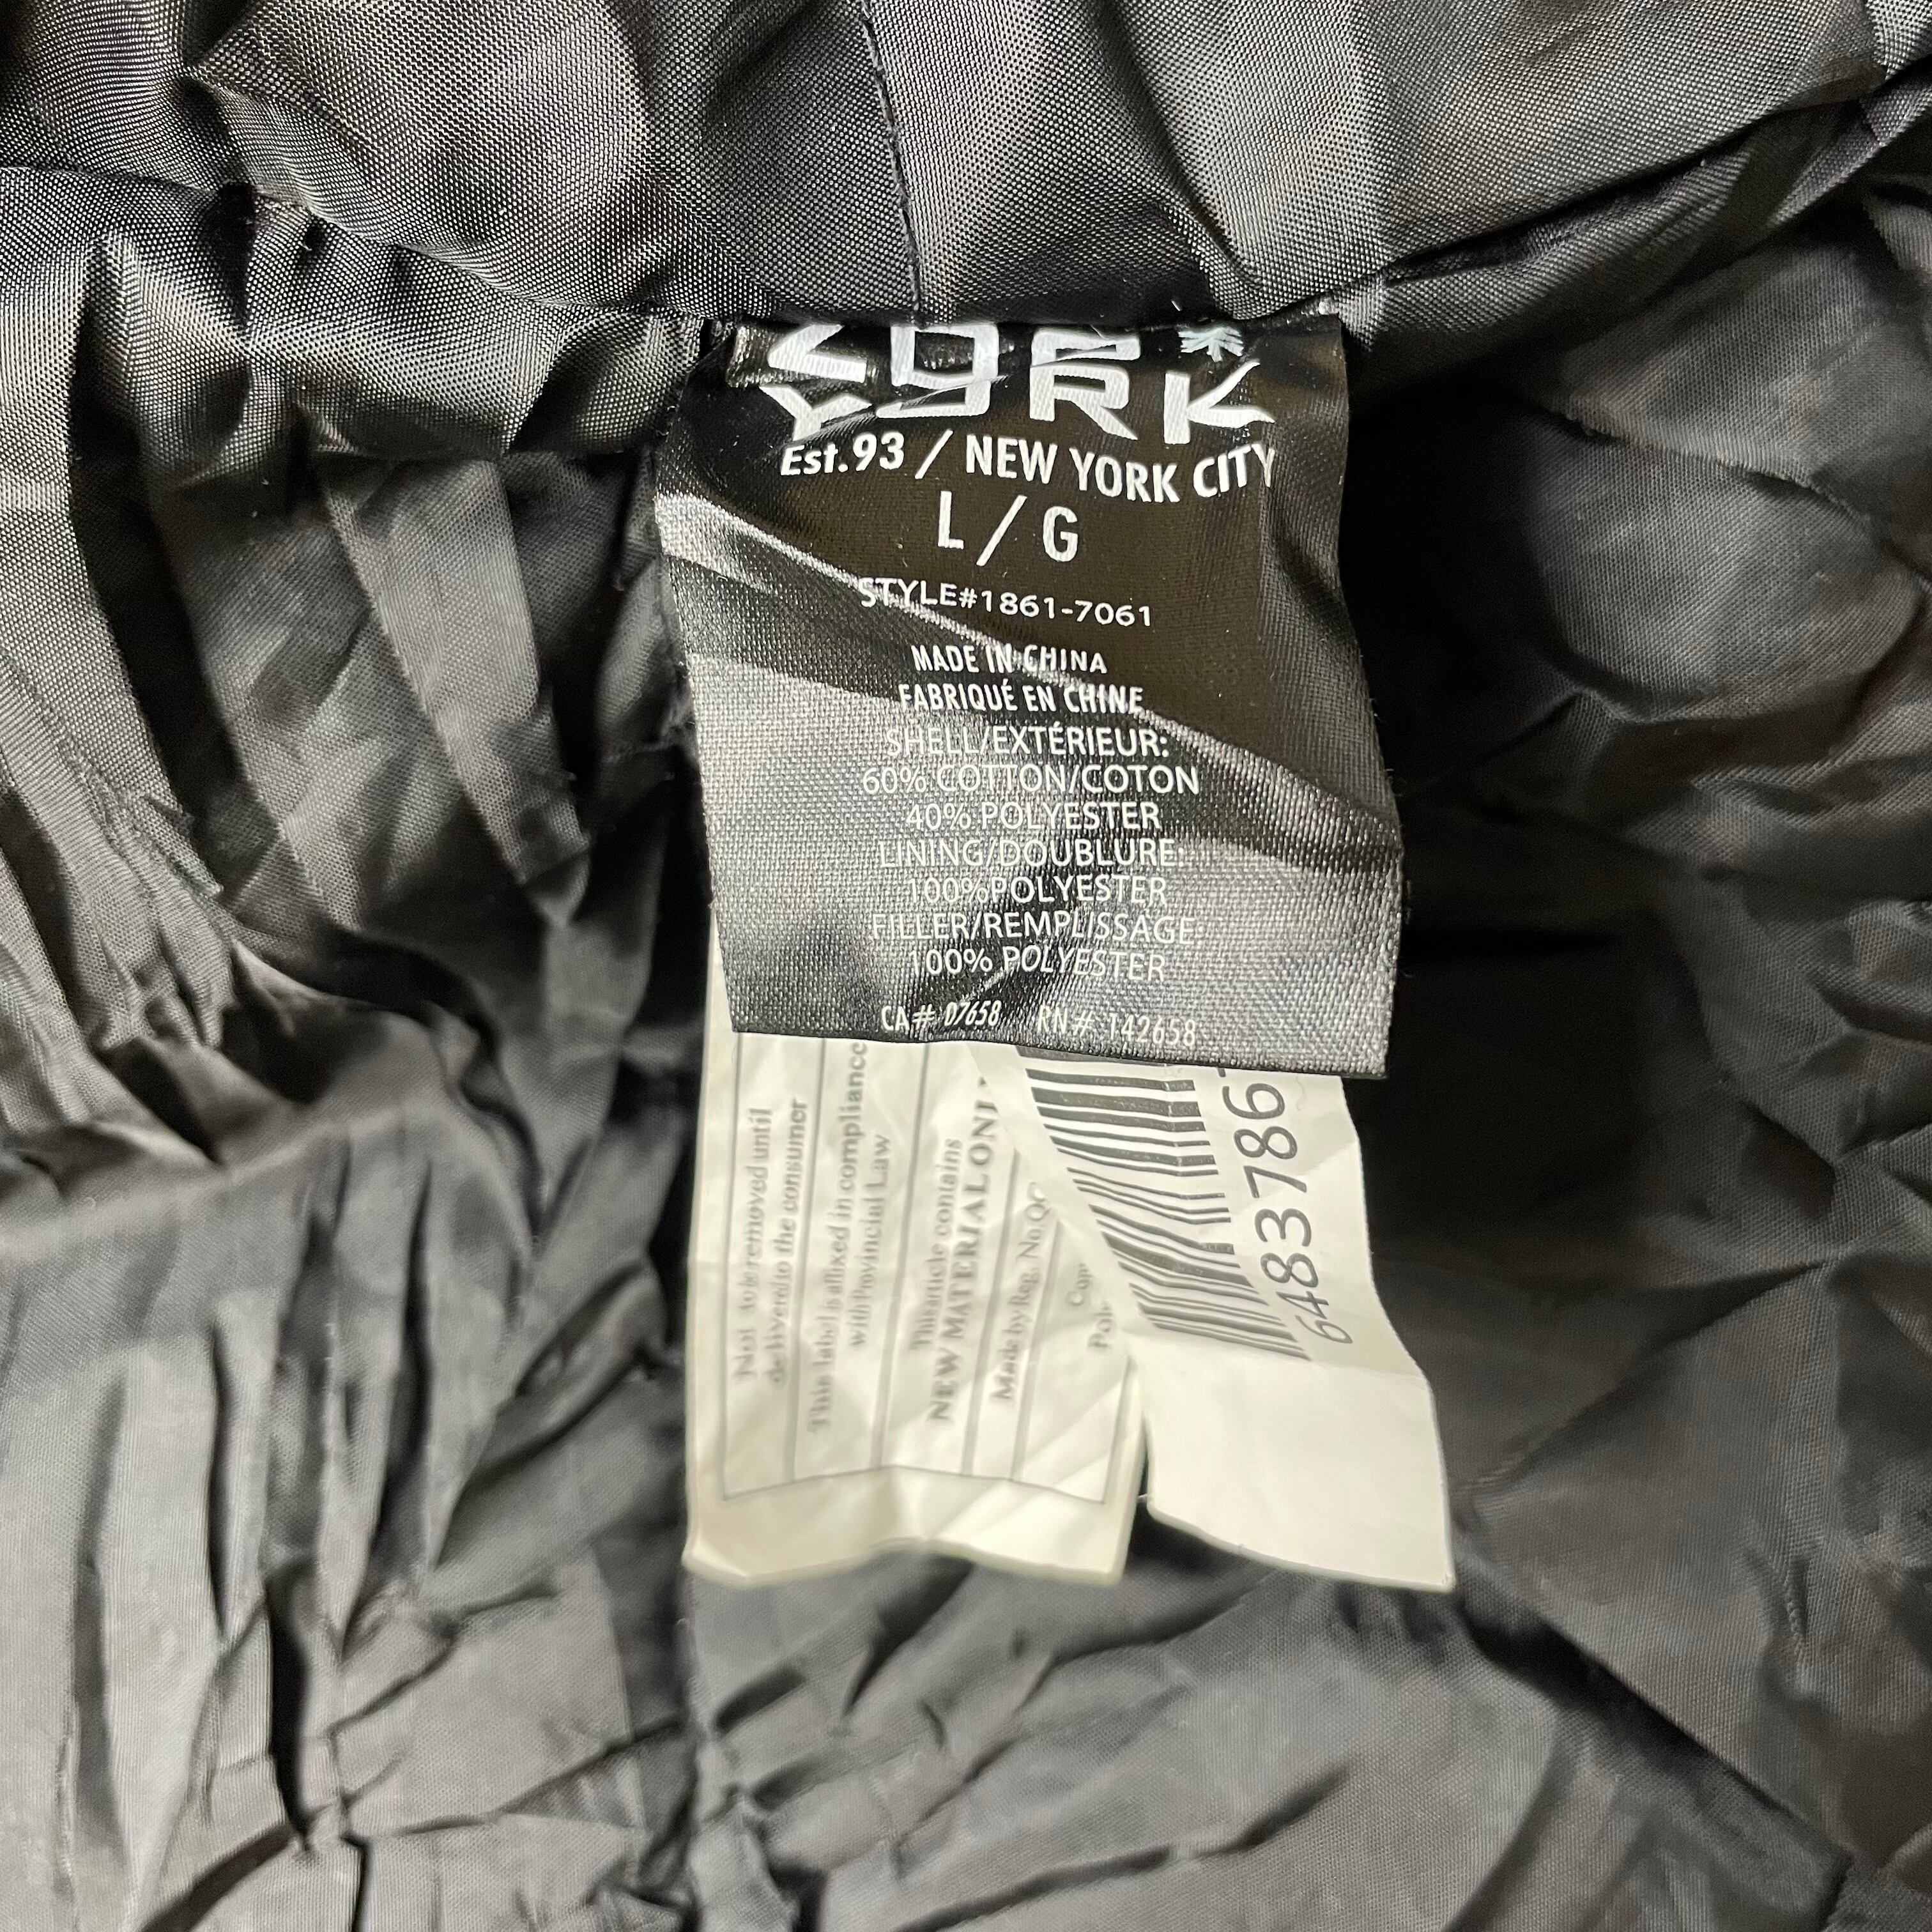 ZOO
YORK
Est.93 / NEW YORK CITY
L / G
STYLE#1861-7061
MADE IN CHINA
FABRIQUÉ EN CHINE
SHELL/EXTÉRIEUR:
60% COTTON/COTON
40% POLYESTER
LINING/DOUBLURE:
100%POLYESTER
FILLER/REMPLISSAGE:
100% POLYESTER
CA# 07658 RN# 142658
Not to be removed until
delivered to the consumer
This label is affixed in compliance
with Provincial Law
This article contains
NEW MATERIAL ONLY
Made by Reg. No.
6483786